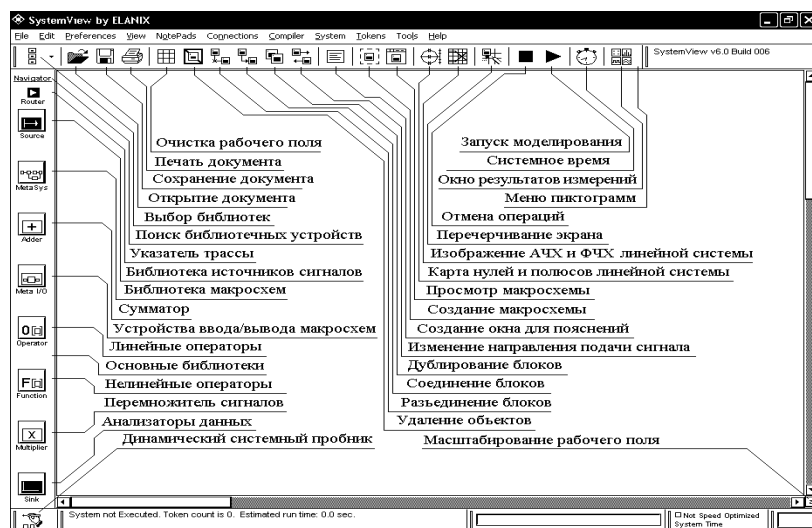 SystemView by ELANIX
File Edit Preferences View NotePads Connections Compiler System Tokens Tools Help
SystemView v6.0 Build 006
Navigator
Router
Source
MetaSys
Adder
Meta I/O
Operator
Function
Multiplier
Sink
Очистка рабочего поля
Печать документа
Сохранение документа
Открытие документа
Выбор библиотек
Поиск библиотечных устройств
Указатель трассы
Библиотека источников сигналов
Библиотека макросхем
Сумматор
Устройства ввода/вывода макросхем
Линейные операторы
Основные библиотеки
Нелинейные операторы
Перемножитель сигналов
Анализаторы данных
Динамический системный пробник
Запуск моделирования
Системное время
Окно результатов измерений
Меню пиктограмм
Отмена операций
Перечерчивание экрана
Изображение АЧХ и ФЧХ линейной системы
Карта нулей и полюсов линейной системы
Просмотр макросхемы
Создание макросхемы
Создание окна для пояснений
Изменение направления подачи сигнала
Дублирование блоков
Соединение блоков
Разъединение блоков
Удаление объектов
Масштабирование рабочего поля
System not Executed. Token count is 0. Estimated run time: 0.0 sec.
Not Speed Optimized
System Time